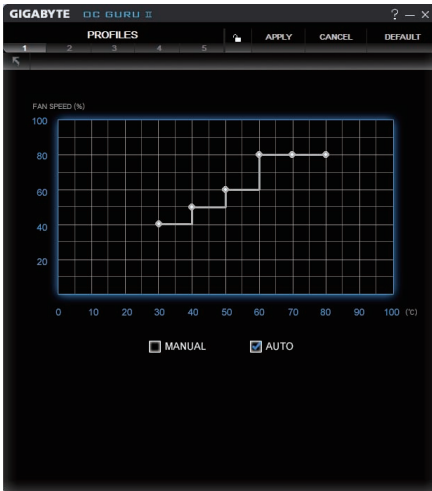 GIGABYTE OC GURU II ? – ×
PROFILES APPLY CANCEL DEFAULT
1 2 3 4 5
FAN SPEED (%)
100
80
60
40
20
0 10 20 30 40 50 60 70 80 90 100 (℃)
MANUAL AUTO